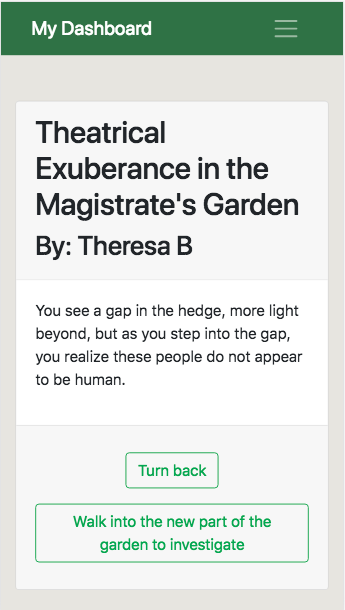 My Dashboard
Theatrical
Exuberance in the
Magistrate's Garden
By: Theresa B
You see a gap in the hedge, more light
beyond, but as you step into the gap,
you realize these people do not appear
to be human.
Turn back
Walk into the new part of the
garden to investigate